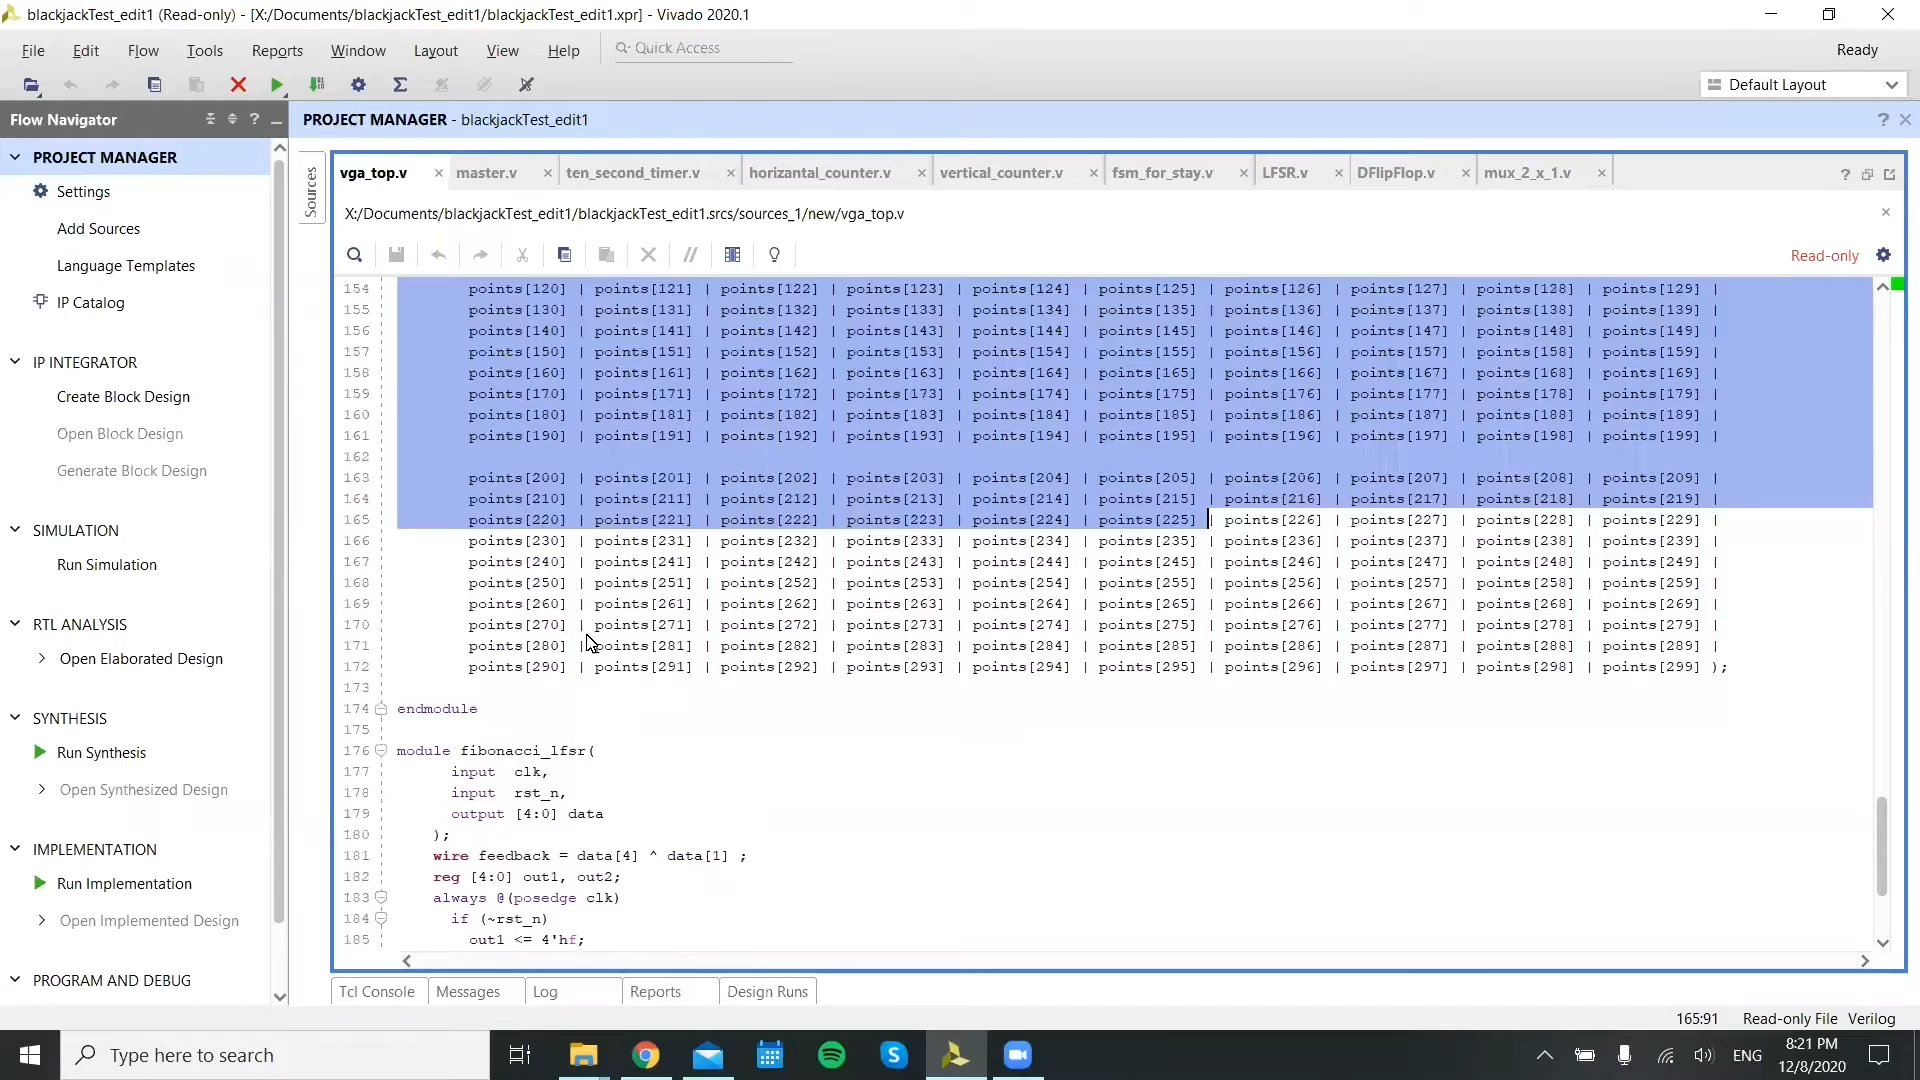 blackjackTest_edit1 (Read-only) - [X:/Documents/blackjackTest_edit1/blackjackTest_edit1.xpr] - Vivado 2020.1
File Edit Flow Tools Reports Window Layout View Help Quick Access Ready
Default Layout
Flow Navigator
PROJECT MANAGER - blackjackTest_edit1
PROJECT MANAGER
Settings
Add Sources
Language Templates
IP Catalog
IP INTEGRATOR
Create Block Design
Open Block Design
Generate Block Design
SIMULATION
Run Simulation
RTL ANALYSIS
Open Elaborated Design
SYNTHESIS
Run Synthesis
Open Synthesized Design
IMPLEMENTATION
Run Implementation
Open Implemented Design
PROGRAM AND DEBUG
Sources
vga_top.v master.v ten_second_timer.v horizantal_counter.v vertical_counter.v fsm_for_stay.v LFSR.v DFlipFlop.v mux_2_x_1.v
X:/Documents/blackjackTest_edit1/blackjackTest_edit1.srcs/sources_1/new/vga_top.v
Read-only
154 points[120] | points[121] | points[122] | points[123] | points[124] | points[125] | points[126] | points[127] | points[128] | points[129] |
155 points[130] | points[131] | points[132] | points[133] | points[134] | points[135] | points[136] | points[137] | points[138] | points[139] |
156 points[140] | points[141] | points[142] | points[143] | points[144] | points[145] | points[146] | points[147] | points[148] | points[149] |
157 points[150] | points[151] | points[152] | points[153] | points[154] | points[155] | points[156] | points[157] | points[158] | points[159] |
158 points[160] | points[161] | points[162] | points[163] | points[164] | points[165] | points[166] | points[167] | points[168] | points[169] |
159 points[170] | points[171] | points[172] | points[173] | points[174] | points[175] | points[176] | points[177] | points[178] | points[179] |
160 points[180] | points[181] | points[182] | points[183] | points[184] | points[185] | points[186] | points[187] | points[188] | points[189] |
161 points[190] | points[191] | points[192] | points[193] | points[194] | points[195] | points[196] | points[197] | points[198] | points[199] |
162
163 points[200] | points[201] | points[202] | points[203] | points[204] | points[205] | points[206] | points[207] | points[208] | points[209] |
164 points[210] | points[211] | points[212] | points[213] | points[214] | points[215] | points[216] | points[217] | points[218] | points[219] |
165 points[220] | points[221] | points[222] | points[223] | points[224] | points[225] | points[226] | points[227] | points[228] | points[229] |
166 points[230] | points[231] | points[232] | points[233] | points[234] | points[235] | points[236] | points[237] | points[238] | points[239] |
167 points[240] | points[241] | points[242] | points[243] | points[244] | points[245] | points[246] | points[247] | points[248] | points[249] |
168 points[250] | points[251] | points[252] | points[253] | points[254] | points[255] | points[256] | points[257] | points[258] | points[259] |
169 points[260] | points[261] | points[262] | points[263] | points[264] | points[265] | points[266] | points[267] | points[268] | points[269] |
170 points[270] | points[271] | points[272] | points[273] | points[274] | points[275] | points[276] | points[277] | points[278] | points[279] |
171 points[280] | points[281] | points[282] | points[283] | points[284] | points[285] | points[286] | points[287] | points[288] | points[289] |
172 points[290] | points[291] | points[292] | points[293] | points[294] | points[295] | points[296] | points[297] | points[298] | points[299] );
173
174 endmodule
175
176 module fibonacci_lfsr(
177 input clk,
178 input rst_n,
179 output [4:0] data
180 );
181 wire feedback = data[4] ^ data[1] ;
182 reg [4:0] out1, out2;
183 always @(posedge clk)
184 if (~rst_n)
185 out1 <= 4'hf;
Tcl Console Messages Log Reports Design Runs
165:91 Read-only File Verilog
Type here to search
ENG
8:21 PM
12/8/2020